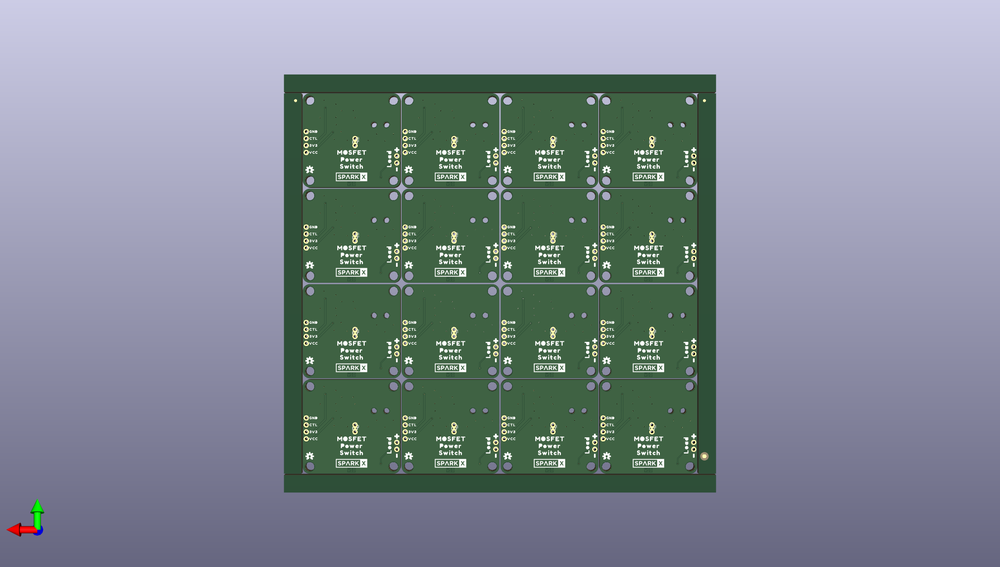 GND GND GND GND
CTL CTL CTL CTL
3V3 3V3 3V3 3V3
VCC VCC VCC VCC
MOSFET MOSFET MOSFET MOSFET
Power Power Power Power
Switch Switch Switch Switch
Load + - Load + - Load + - Load + -
SPARK X SPARK X SPARK X SPARK X
GND GND GND GND
CTL CTL CTL CTL
3V3 3V3 3V3 3V3
VCC VCC VCC VCC
MOSFET MOSFET MOSFET MOSFET
Power Power Power Power
Switch Switch Switch Switch
Load + - Load + - Load + - Load + -
SPARK X SPARK X SPARK X SPARK X
GND GND GND GND
CTL CTL CTL CTL
3V3 3V3 3V3 3V3
VCC VCC VCC VCC
MOSFET MOSFET MOSFET MOSFET
Power Power Power Power
Switch Switch Switch Switch
Load + - Load + - Load + - Load + -
SPARK X SPARK X SPARK X SPARK X
GND GND GND GND
CTL CTL CTL CTL
3V3 3V3 3V3 3V3
VCC VCC VCC VCC
MOSFET MOSFET MOSFET MOSFET
Power Power Power Power
Switch Switch Switch Switch
Load + - Load + - Load + - Load + -
SPARK X SPARK X SPARK X SPARK X